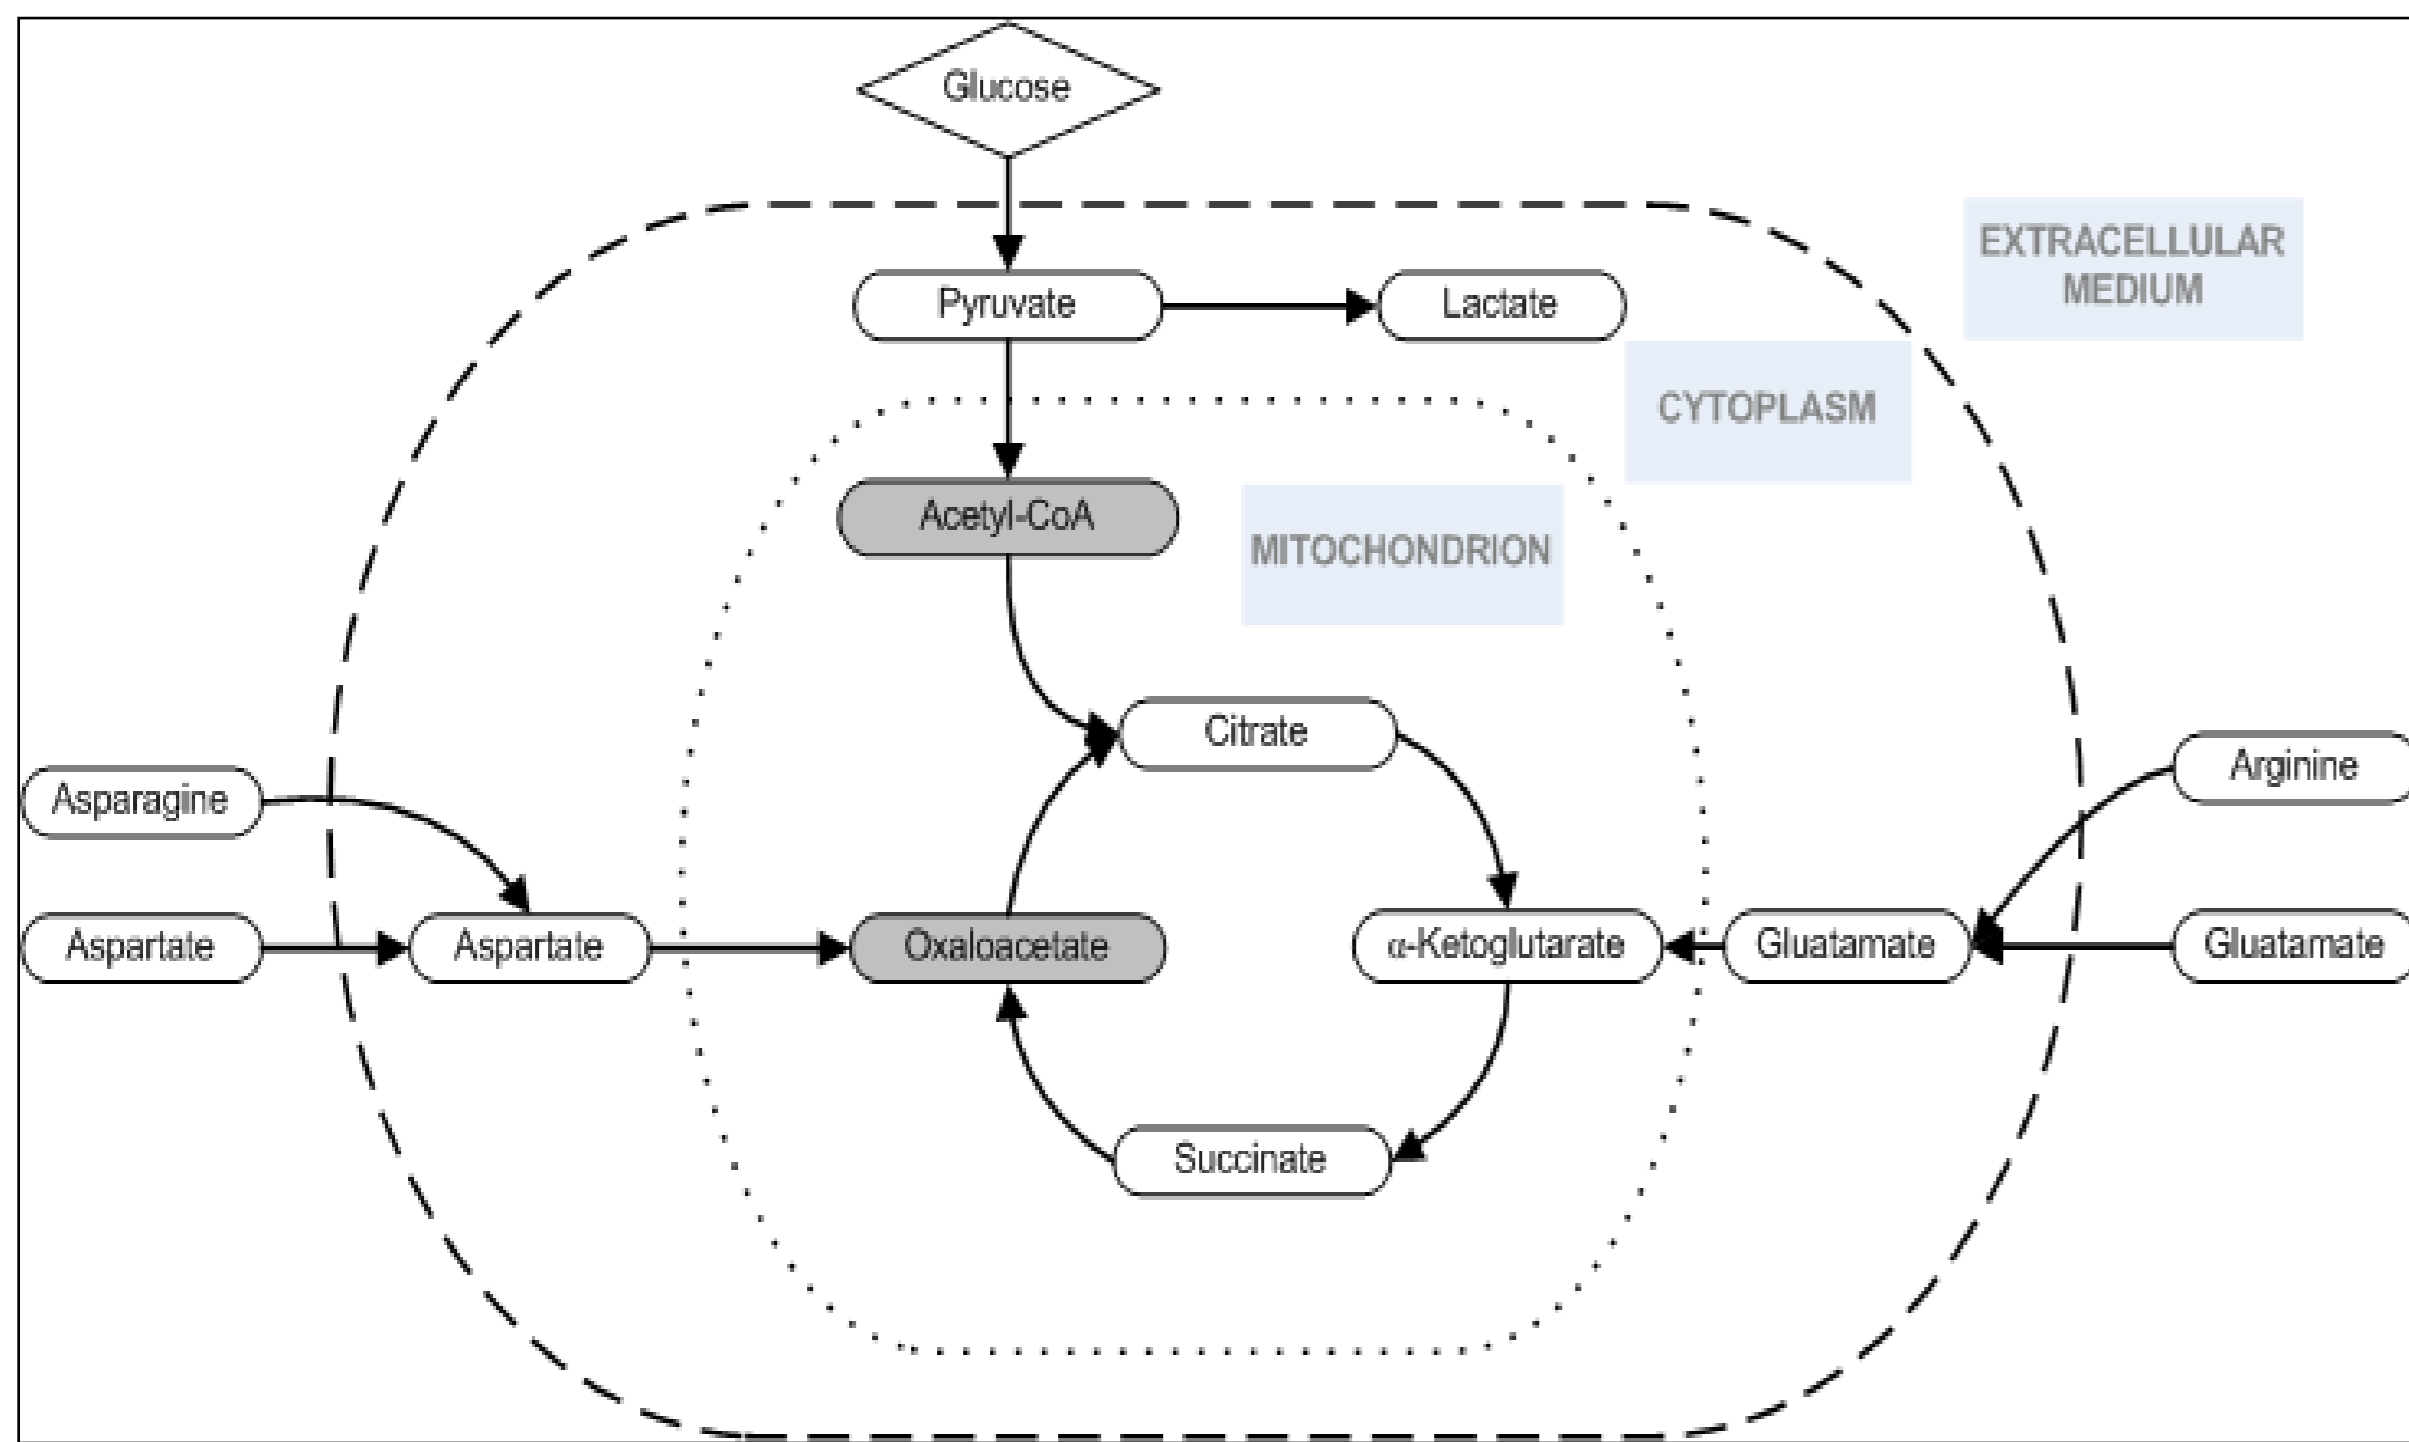 Glucose
EXTRACELLULAR
MEDIUM
Pyruvate
Lactate
CYTOPLASM
Acetyl-CoA
MITOCHONDRION
Citrate
Asparagine
Arginine
Aspartate
Aspartate
Oxaloacetate
α-Ketoglutarate
Gluatamate
Gluatamate
Succinate